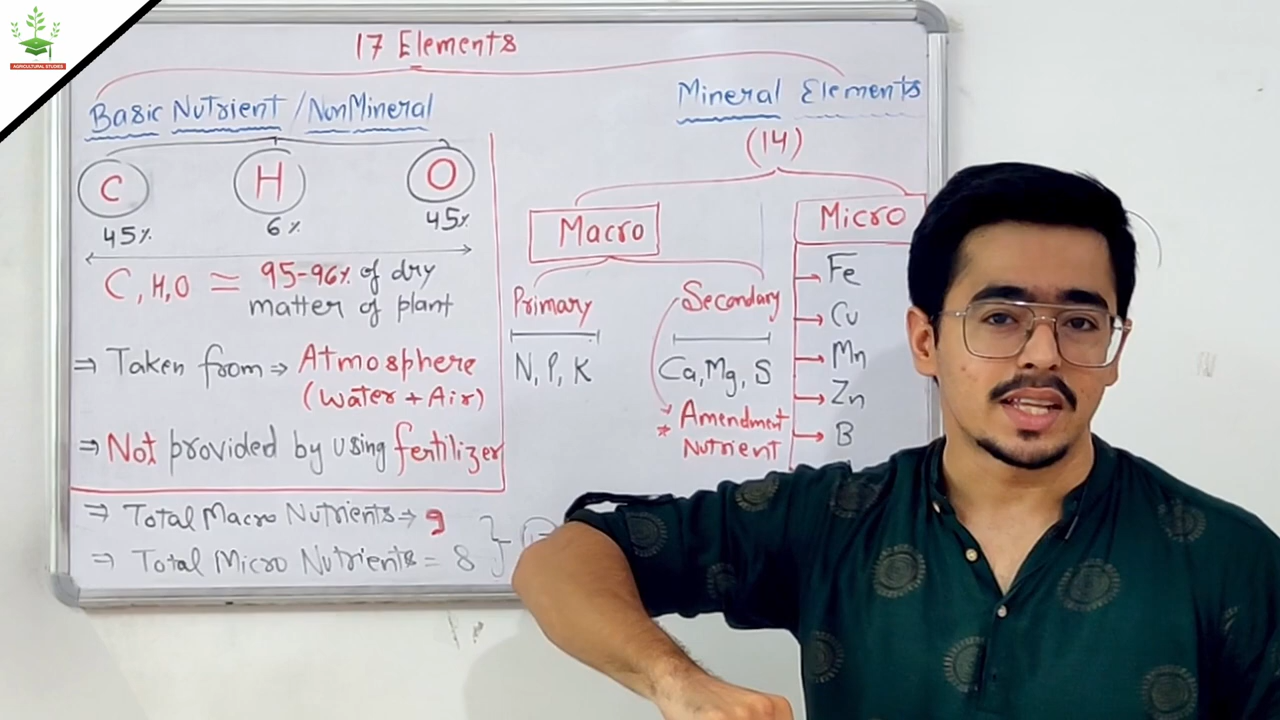 AGRICULTURAL STUDIES
17 Elements
Basic Nutrient / NonMineral
C H O
45% 6% 45%
C, H, O ≃ 95-96% of dry
matter of plant
⇒ Taken from ⇒ Atmosphere
(Water + Air)
⇒ Not provided by using fertilizer
⇒ Total Macro Nutrients → 9
⇒ Total Micro Nutrients = 8
Mineral Elements
(14)
Macro
Primary
N, P, K
Secondary
Ca, Mg, S
* Amendment
Nutrient
Micro
→ Fe
→ Cu
→ Mn
→ Zn
→ B